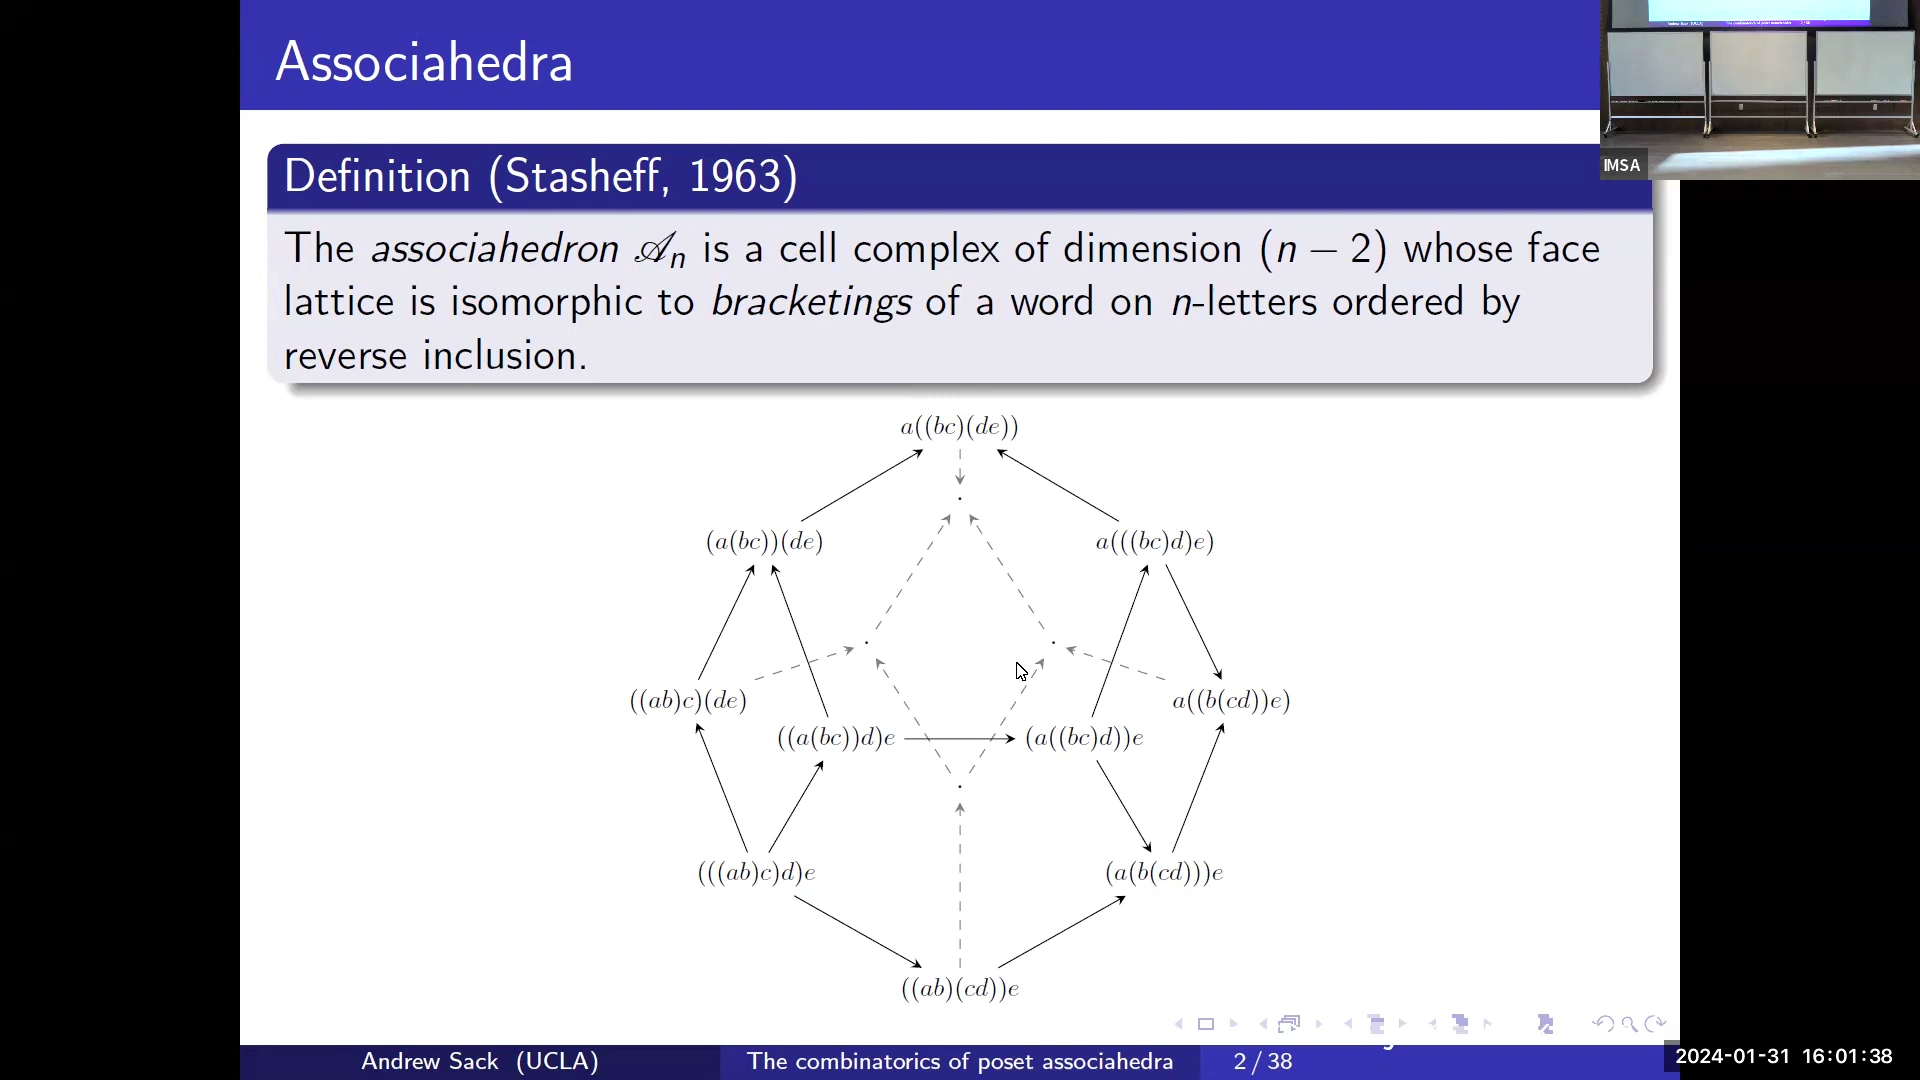 Associahedra
IMSA
Definition (Stasheff, 1963)
The associahedron 𝒜ₙ is a cell complex of dimension (n − 2) whose face
lattice is isomorphic to bracketings of a word on n-letters ordered by
reverse inclusion.
a((bc)(de))
(a(bc))(de)
a(((bc)d)e)
((ab)c)(de)
a((b(cd))e)
((a(bc))d)e
(a((bc)d))e
(((ab)c)d)e
(a(b(cd)))e
((ab)(cd))e
Andrew Sack (UCLA)
The combinatorics of poset associahedra
2 / 38
2024-01-31 16:01:38